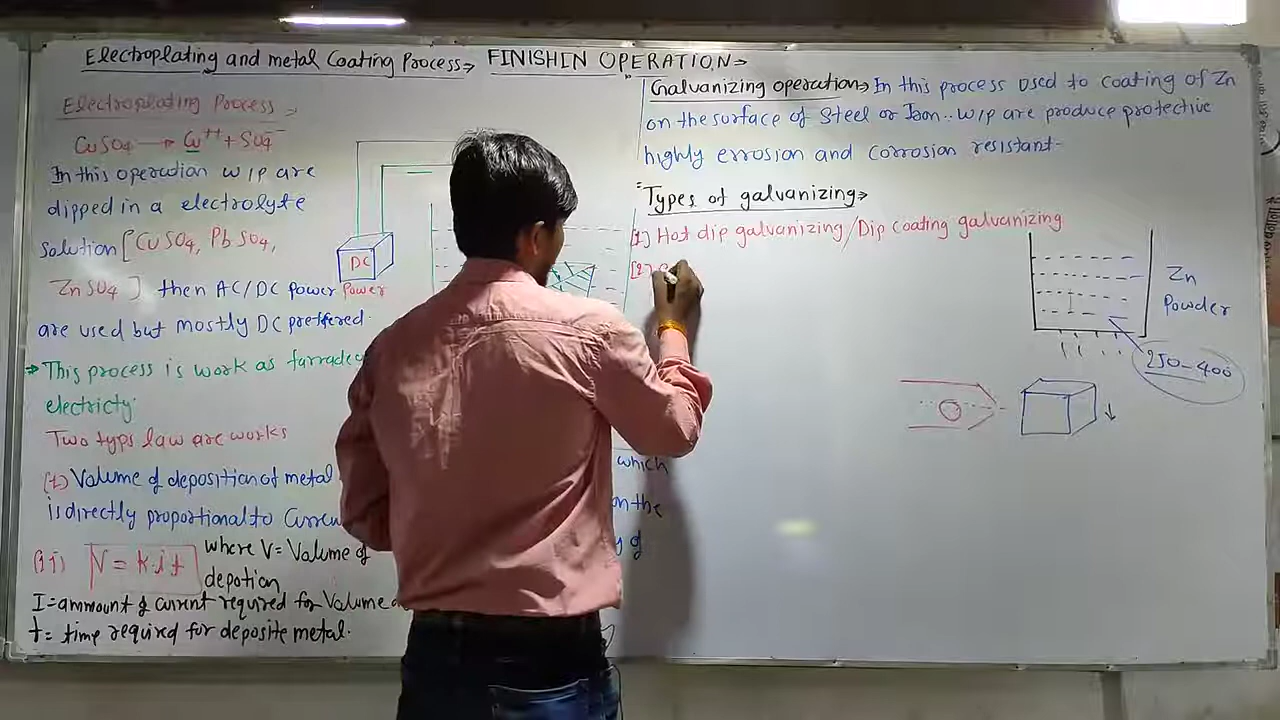 Electroplating and metal Coating Process→ FINISHIN OPERATION→
Electroplating Process
CuSO4 → Cu++ + SO4--
In this operation w/p are
dipped in a electrolyte
Solution [CuSO4, PbSO4,
ZnSO4] then AC/DC power
are used but mostly DC preffered.
→ This process is work as
electricty.
Two typs law are works
(1) Volume of deposition of metal
is directly proportional to
(11) V = k.i.t where V= Volume of
depotion
I=ammount of current required for Volume
t= time required for deposite metal.
DC
Power
which
on the
of
Galvanizing operation→ In this process used to coating of Zn
on the surface of Steel or Iron.. w/p are produce protective
highly errosion and corrosion resistant-
Types of galvanizing→
[1] Hot dip galvanizing/Dip coating galvanizing
[2]
Zn
Powder
250-400